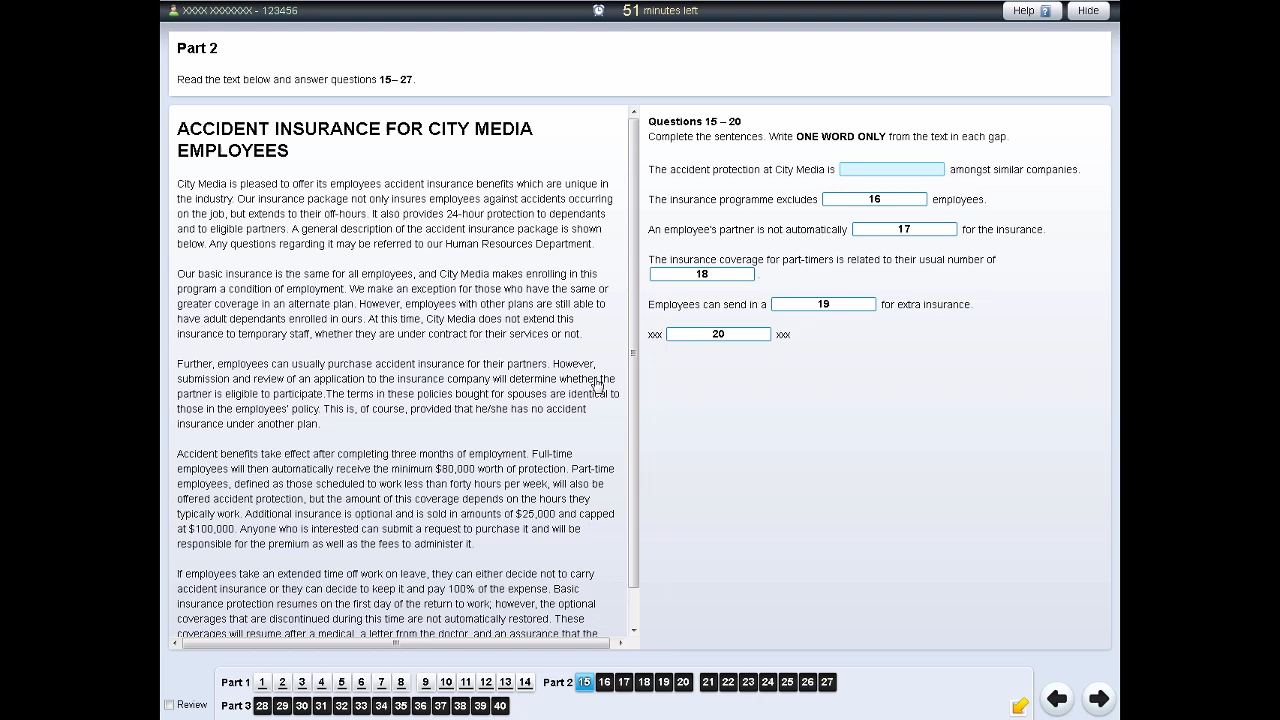 XXXX XXXXXXX - 123456
51 minutes left
Help ?
Hide
Part 2
Read the text below and answer questions 15– 27.
ACCIDENT INSURANCE FOR CITY MEDIA
EMPLOYEES
City Media is pleased to offer its employees accident insurance benefits which are unique in
the industry. Our insurance package not only insures employees against accidents occurring
on the job, but extends to their off-hours. It also provides 24-hour protection to dependants
and to eligible partners. A general description of the accident insurance package is shown
below. Any questions regarding it may be referred to our Human Resources Department.
Our basic insurance is the same for all employees, and City Media makes enrolling in this
program a condition of employment. We make an exception for those who have the same or
greater coverage in an alternate plan. However, employees with other plans are still able to
have adult dependants enrolled in ours. At this time, City Media does not extend this
insurance to temporary staff, whether they are under contract for their services or not.
Further, employees can usually purchase accident insurance for their partners. However,
submission and review of an application to the insurance company will determine whether the
partner is eligible to participate.The terms in these policies bought for spouses are identical to
those in the employees' policy. This is, of course, provided that he/she has no accident
insurance under another plan.
Accident benefits take effect after completing three months of employment. Full-time
employees will then automatically receive the minimum $80,000 worth of protection. Part-time
employees, defined as those scheduled to work less than forty hours per week, will also be
offered accident protection, but the amount of this coverage depends on the hours they
typically work. Additional insurance is optional and is sold in amounts of $25,000 and capped
at $100,000. Anyone who is interested can submit a request to purchase it and will be
responsible for the premium as well as the fees to administer it.
If employees take an extended time off work on leave, they can either decide not to carry
accident insurance or they can decide to keep it and pay 100% of the expense. Basic
insurance protection resumes on the first day of the return to work; however, the optional
coverages that are discontinued during this time are not automatically restored. These
coverages will resume after a medical, a letter from the doctor, and an assurance that the
Questions 15 – 20
Complete the sentences. Write ONE WORD ONLY from the text in each gap.
The accident protection at City Media is amongst similar companies.
The insurance programme excludes 16 employees.
An employee's partner is not automatically 17 for the insurance.
The insurance coverage for part-timers is related to their usual number of
18 .
Employees can send in a 19 for extra insurance.
xxx 20 xxx
Part 1 1 2 3 4 5 6 7 8 9 10 11 12 13 14 Part 2 15 16 17 18 19 20 21 22 23 24 25 26 27
Review
Part 3 28 29 30 31 32 33 34 35 36 37 38 39 40